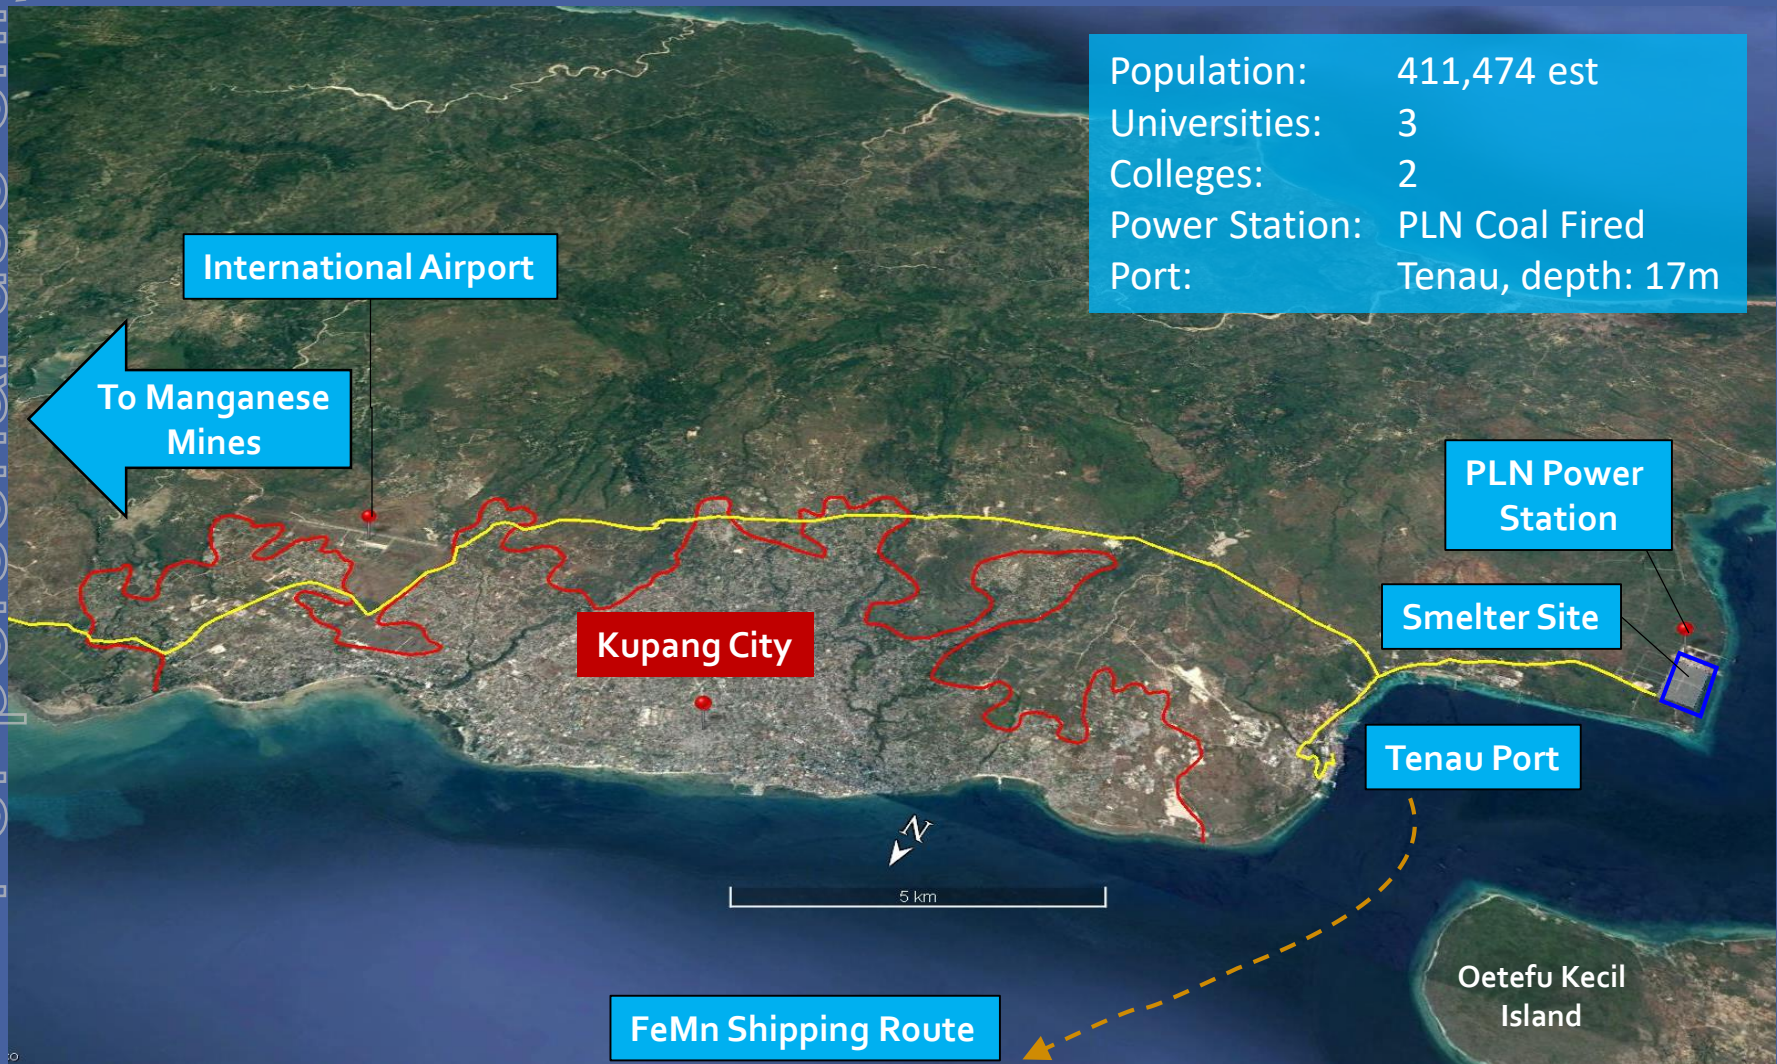 Population: 411,474 est
Universities: 3
Colleges: 2
Power Station: PLN Coal Fired
Port: Tenau, depth: 17m
International Airport
To Manganese
Mines
PLN Power
Station
Smelter Site
Kupang City
Tenau Port
N
5 km
Oetefu Kecil
Island
FeMn Shipping Route